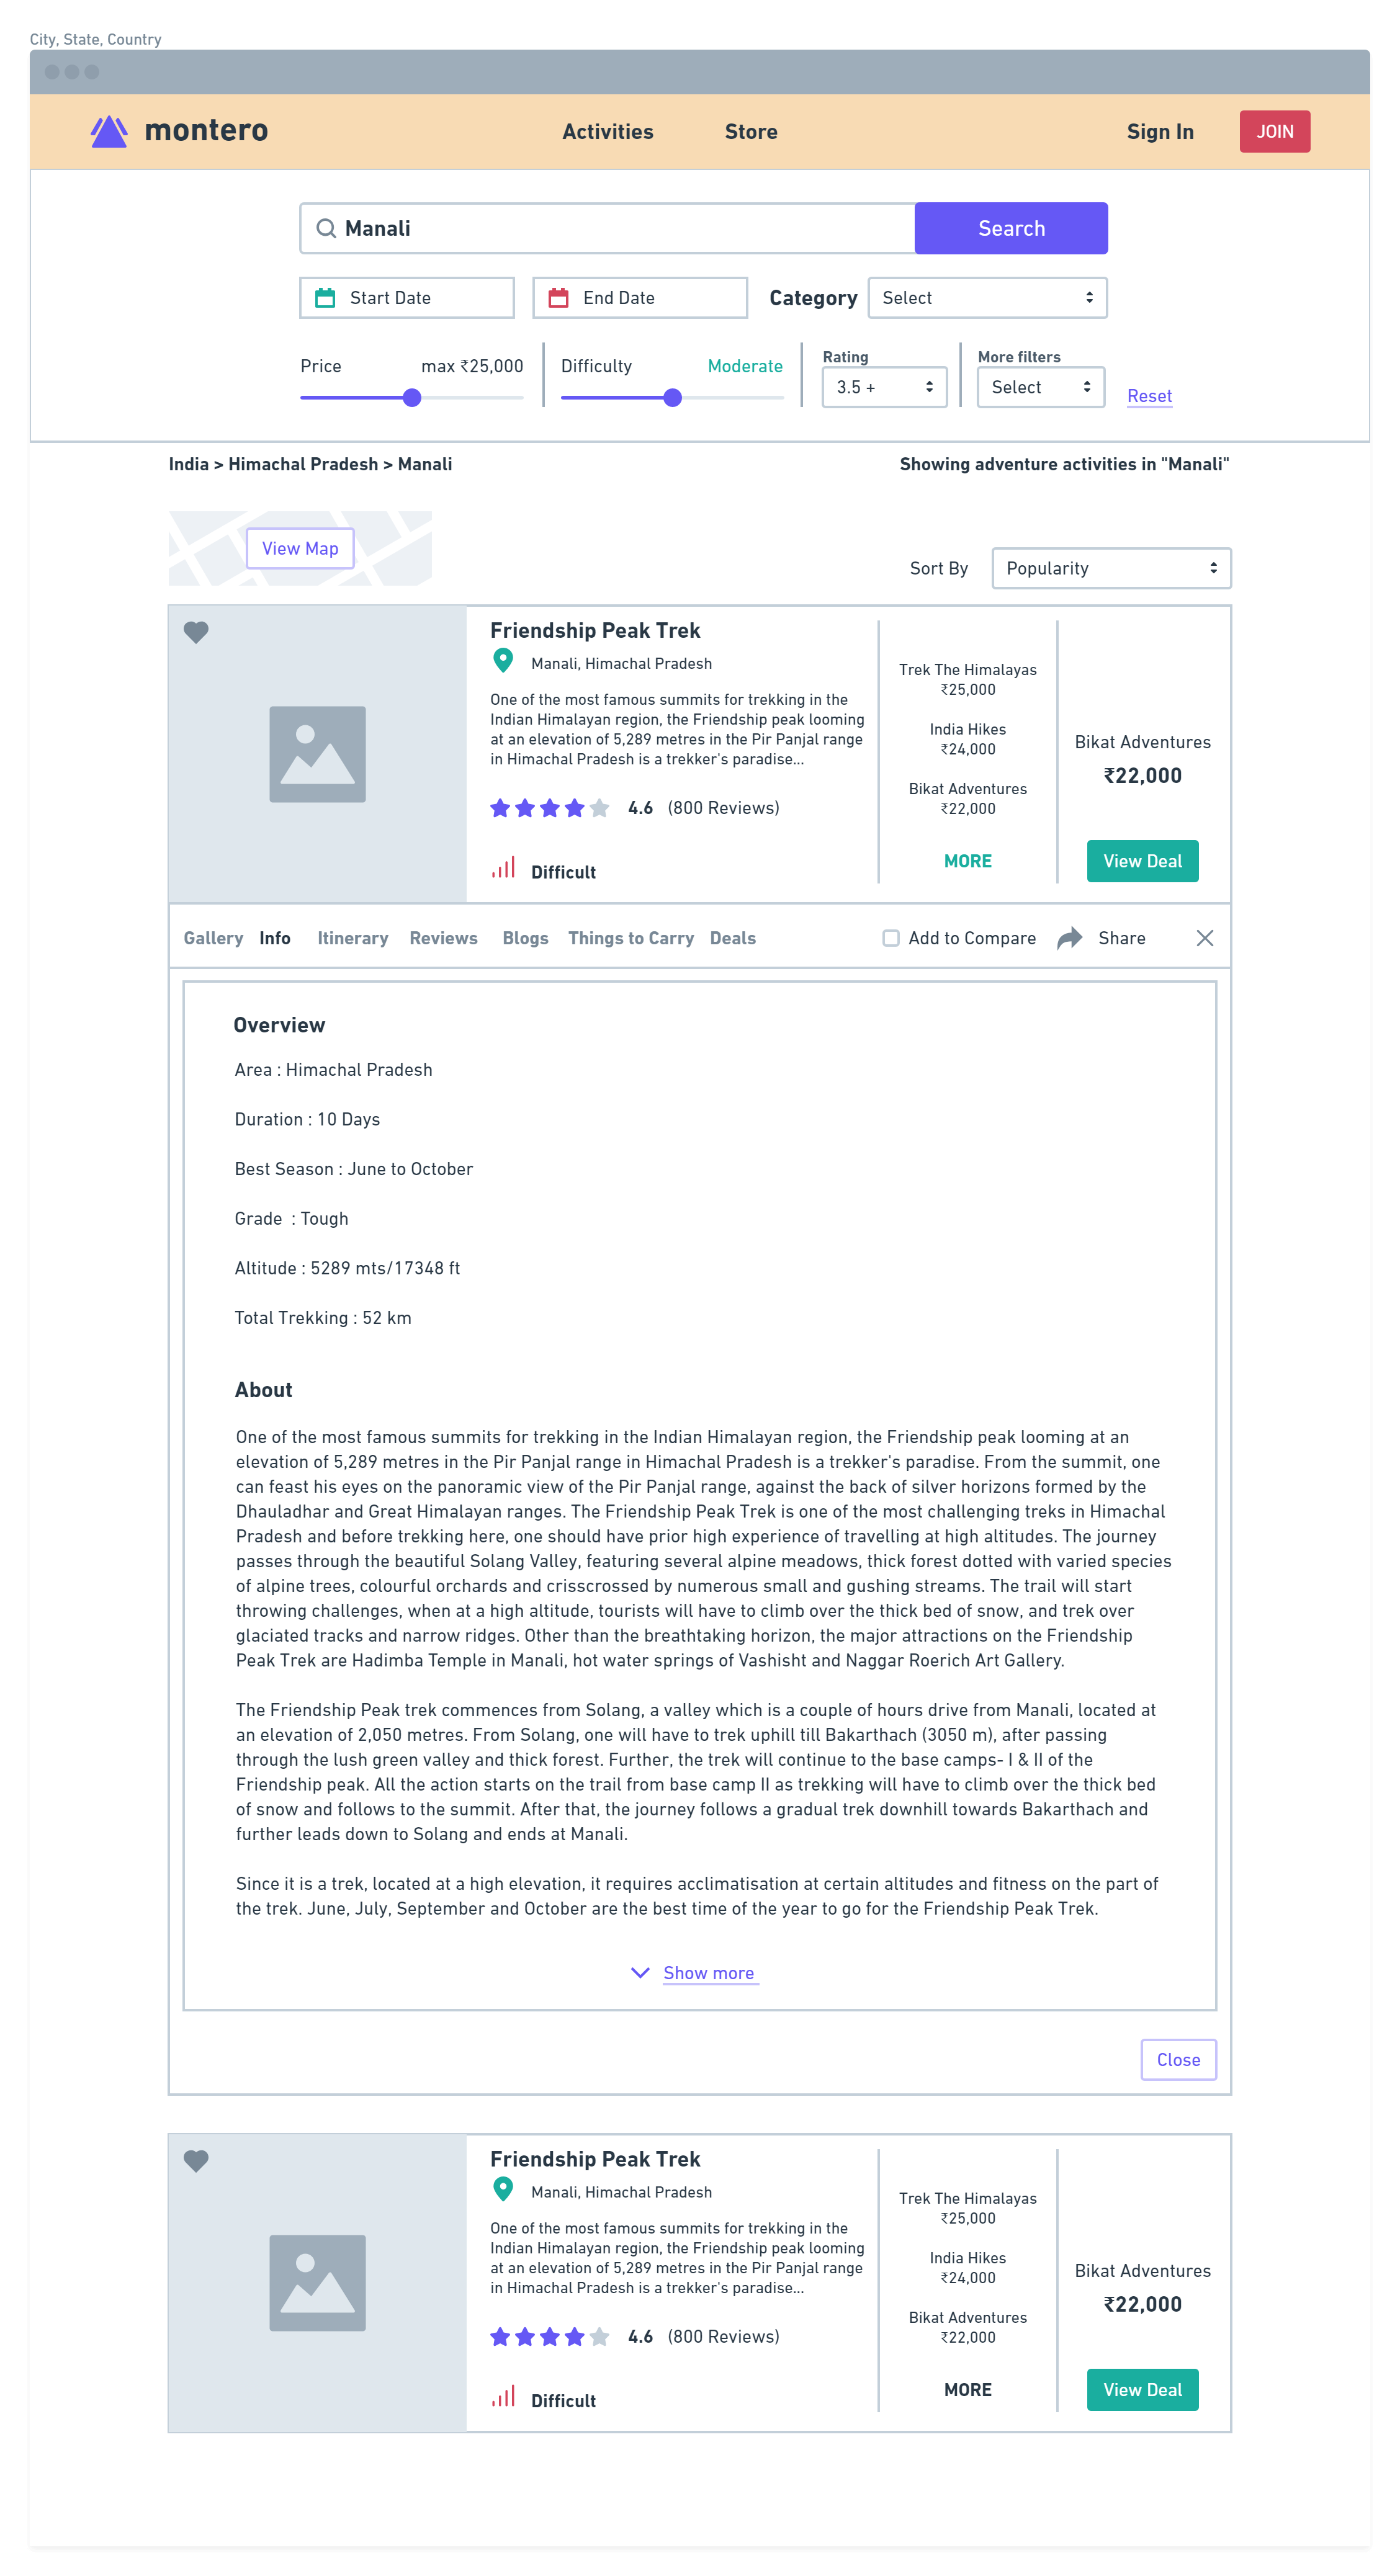 City, State, Country
montero
Activities
Store
Sign In
JOIN
Manali
Search
Start Date
End Date
Category
Select
Price
max ₹25,000
Difficulty
Moderate
Rating
3.5 +
More filters
Select
Reset
India > Himachal Pradesh > Manali
Showing adventure activities in "Manali"
View Map
Sort By
Popularity
Friendship Peak Trek
Manali, Himachal Pradesh
One of the most famous summits for trekking in the
Indian Himalayan region, the Friendship peak looming
at an elevation of 5,289 metres in the Pir Panjal range
in Himachal Pradesh is a trekker's paradise...
4.6 (800 Reviews)
Difficult
Trek The Himalayas
₹25,000
India Hikes
₹24,000
Bikat Adventures
₹22,000
MORE
Bikat Adventures
₹22,000
View Deal
Gallery
Info
Itinerary
Reviews
Blogs
Things to Carry
Deals
Add to Compare
Share
Overview
Area : Himachal Pradesh
Duration : 10 Days
Best Season : June to October
Grade  : Tough
Altitude : 5289 mts/17348 ft
Total Trekking : 52 km
About
One of the most famous summits for trekking in the Indian Himalayan region, the Friendship peak looming at an
elevation of 5,289 metres in the Pir Panjal range in Himachal Pradesh is a trekker's paradise. From the summit, one
can feast his eyes on the panoramic view of the Pir Panjal range, against the back of silver horizons formed by the
Dhauladhar and Great Himalayan ranges. The Friendship Peak Trek is one of the most challenging treks in Himachal
Pradesh and before trekking here, one should have prior high experience of travelling at high altitudes. The journey
passes through the beautiful Solang Valley, featuring several alpine meadows, thick forest dotted with varied species
of alpine trees, colourful orchards and crisscrossed by numerous small and gushing streams. The trail will start
throwing challenges, when at a high altitude, tourists will have to climb over the thick bed of snow, and trek over
glaciated tracks and narrow ridges. Other than the breathtaking horizon, the major attractions on the Friendship
Peak Trek are Hadimba Temple in Manali, hot water springs of Vashisht and Naggar Roerich Art Gallery.
The Friendship Peak trek commences from Solang, a valley which is a couple of hours drive from Manali, located at
an elevation of 2,050 metres. From Solang, one will have to trek uphill till Bakarthach (3050 m), after passing
through the lush green valley and thick forest. Further, the trek will continue to the base camps- I & II of the
Friendship peak. All the action starts on the trail from base camp II as trekking will have to climb over the thick bed
of snow and follows to the summit. After that, the journey follows a gradual trek downhill towards Bakarthach and
further leads down to Solang and ends at Manali.
Since it is a trek, located at a high elevation, it requires acclimatisation at certain altitudes and fitness on the part of
the trek. June, July, September and October are the best time of the year to go for the Friendship Peak Trek.
Show more
Close
Friendship Peak Trek
Manali, Himachal Pradesh
One of the most famous summits for trekking in the
Indian Himalayan region, the Friendship peak looming
at an elevation of 5,289 metres in the Pir Panjal range
in Himachal Pradesh is a trekker's paradise...
4.6 (800 Reviews)
Difficult
Trek The Himalayas
₹25,000
India Hikes
₹24,000
Bikat Adventures
₹22,000
MORE
Bikat Adventures
₹22,000
View Deal